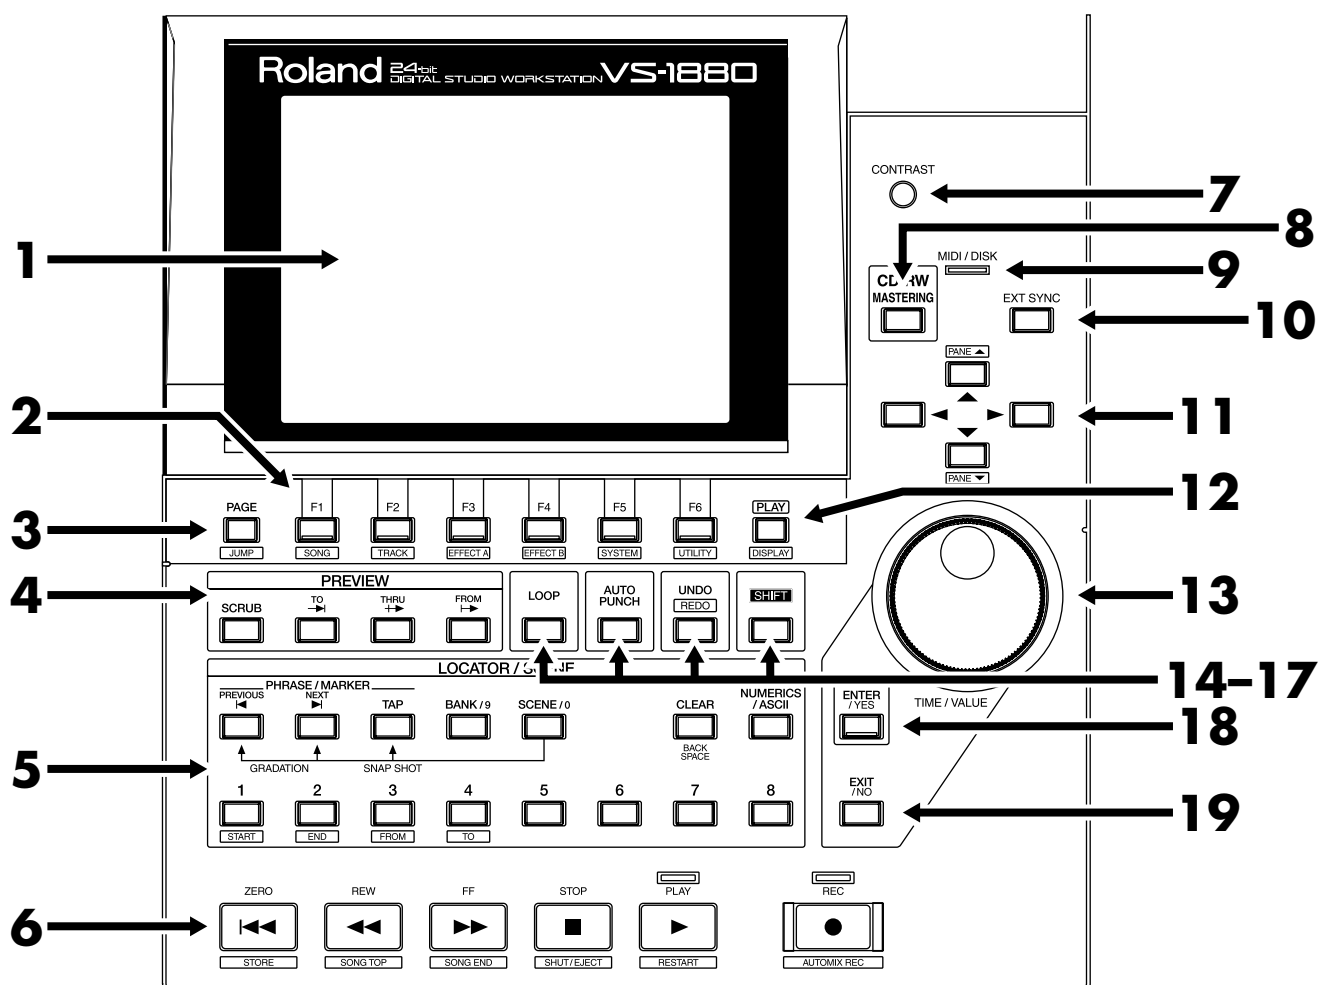 Roland 24-bit DIGITAL STUDIO WORKSTATION VS-1880
CONTRAST
7
8
1
MIDI / DISK
9
CD-RW
MASTERING
EXT SYNC
10
PANE ▲
2
◀ ▶
11
PANE ▼
12
PAGE F1 F2 F3 F4 F5 F6 PLAY
3
JUMP SONG TRACK EFFECT A EFFECT B SYSTEM UTILITY DISPLAY
PREVIEW
4
SCRUB TO THRU FROM
LOOP
AUTO
PUNCH
UNDO
REDO
SHIFT
13
LOCATOR /
14–17
PHRASE / MARKER
PREVIOUS NEXT TAP BANK / 9 SCENE / 0 CLEAR
NUMERICS
/ ASCII
ENTER
/ YES
TIME / VALUE
18
BACK
SPACE
5
GRADATION SNAP SHOT
EXIT
/ NO
19
1 2 3 4 5 6 7 8
START END FROM TO
ZERO REW FF STOP PLAY REC
6
STORE SONG TOP SONG END SHUT / EJECT RESTART AUTOMIX REC